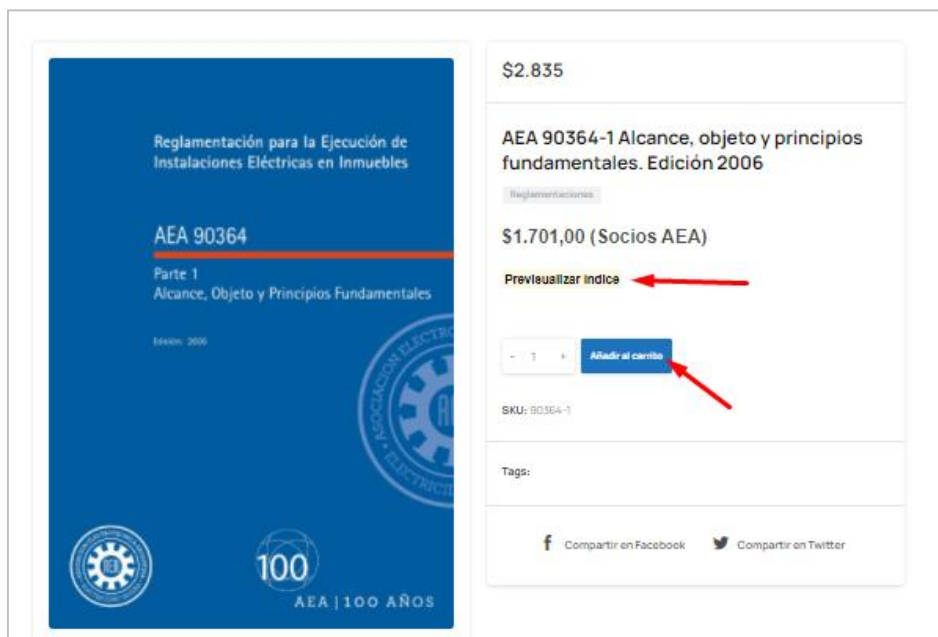 Reglamentación para la Ejecución de
Instalaciones Eléctricas en Inmuebles
AEA 90364
Parte 1
Alcance, Objeto y Principios Fundamentales
Edición 2006
100
AEA | 100 AÑOS
$2.835
AEA 90364-1 Alcance, objeto y principios
fundamentales. Edición 2006
Reglamentaciones
$1.701,00 (Socios AEA)
Previsualizar índice
- 1 +
Añadir al carrito
SKU: 90364-1
Tags:
Compartir en Facebook
Compartir en Twitter